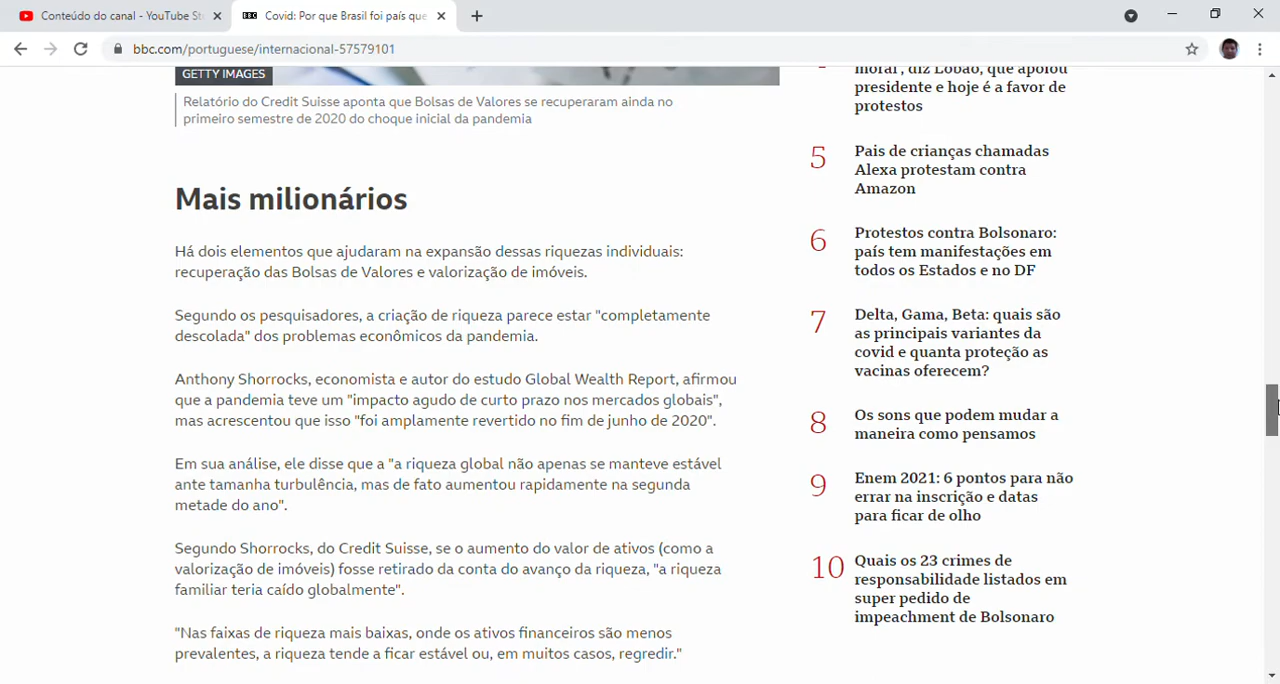 Conteúdo do canal - YouTube St
Covid: Por que Brasil foi país que
bbc.com/portuguese/internacional-57579101
GETTY IMAGES
Relatório do Credit Suisse aponta que Bolsas de Valores se recuperaram ainda no
primeiro semestre de 2020 do choque inicial da pandemia
Mais milionários
Há dois elementos que ajudaram na expansão dessas riquezas individuais:
recuperação das Bolsas de Valores e valorização de imóveis.
Segundo os pesquisadores, a criação de riqueza parece estar "completamente
descolada" dos problemas econômicos da pandemia.
Anthony Shorrocks, economista e autor do estudo Global Wealth Report, afirmou
que a pandemia teve um "impacto agudo de curto prazo nos mercados globais",
mas acrescentou que isso "foi amplamente revertido no fim de junho de 2020".
Em sua análise, ele disse que a "a riqueza global não apenas se manteve estável
ante tamanha turbulência, mas de fato aumentou rapidamente na segunda
metade do ano".
Segundo Shorrocks, do Credit Suisse, se o aumento do valor de ativos (como a
valorização de imóveis) fosse retirado da conta do avanço da riqueza, "a riqueza
familiar teria caído globalmente".
"Nas faixas de riqueza mais baixas, onde os ativos financeiros são menos
prevalentes, a riqueza tende a ficar estável ou, em muitos casos, regredir."
moral', diz Lobão, que apoiou
presidente e hoje é a favor de
protestos
5
Pais de crianças chamadas
Alexa protestam contra
Amazon
6
Protestos contra Bolsonaro:
país tem manifestações em
todos os Estados e no DF
7
Delta, Gama, Beta: quais são
as principais variantes da
covid e quanta proteção as
vacinas oferecem?
8
Os sons que podem mudar a
maneira como pensamos
9
Enem 2021: 6 pontos para não
errar na inscrição e datas
para ficar de olho
10
Quais os 23 crimes de
responsabilidade listados em
super pedido de
impeachment de Bolsonaro